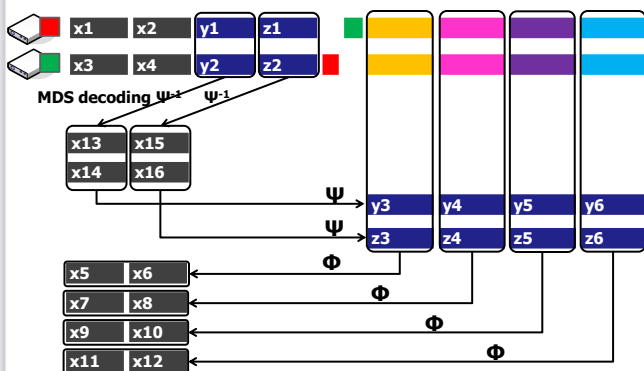 x1 x2 y1 z1
x3 x4 y2 z2
MDS decoding Ψ-1 Ψ-1
x13 x15
x14 x16
Ψ y3 y4 y5 y6
Ψ z3 z4 z5 z6
x5 x6 Φ
x7 x8 Φ
x9 x10 Φ
x11 x12 Φ